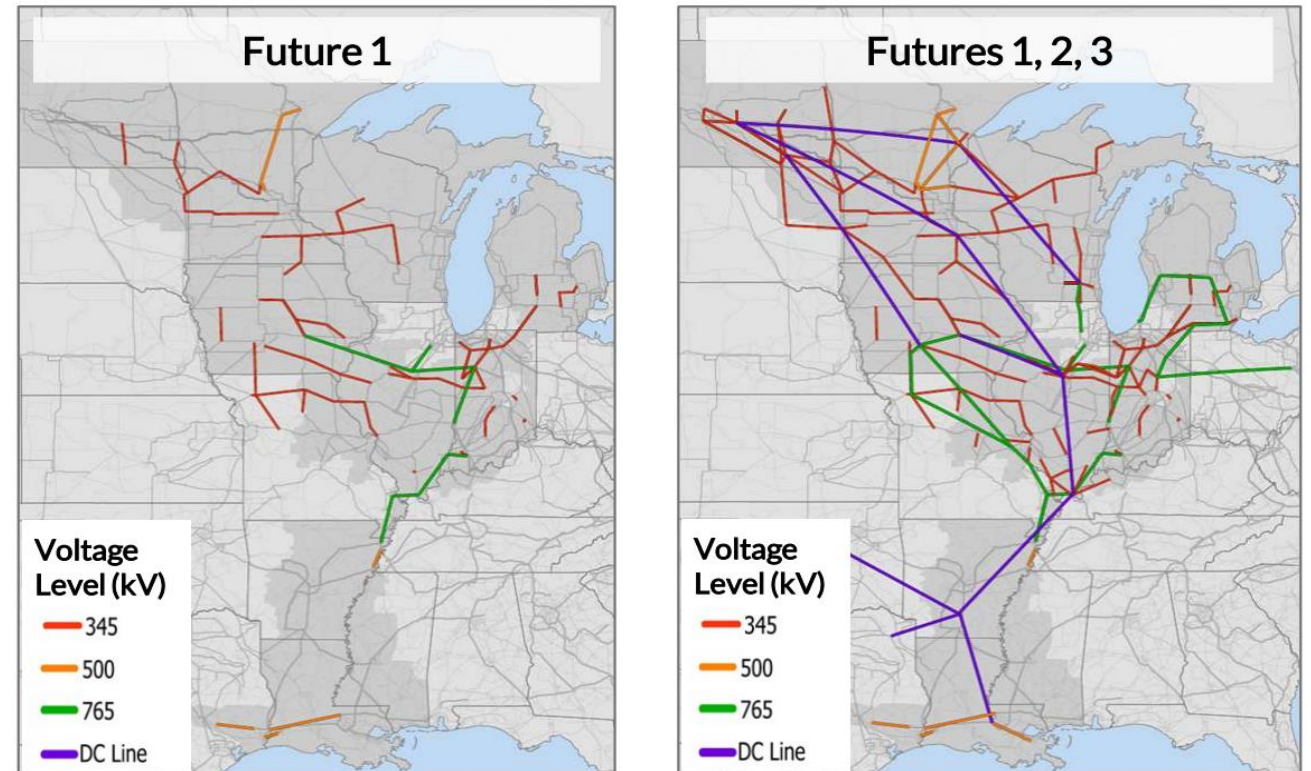 Future 1
Voltage
Level (kV)
345
500
765
DC Line
Futures 1, 2, 3
Voltage
Level (kV)
345
500
765
DC Line